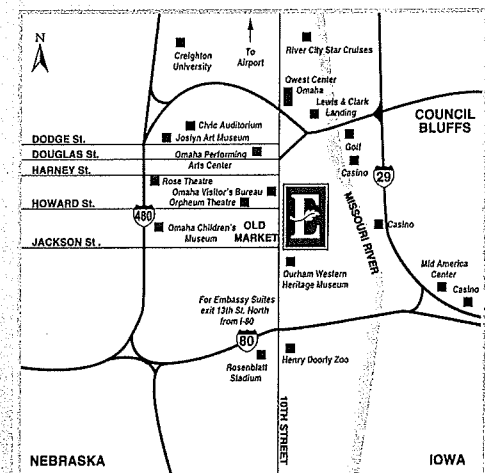 N
Creighton
University
To
Airport
River City Star Cruises
Qwest Center
Omaha
Lewis & Clark
Landing
COUNCIL
BLUFFS
Civic Auditorium
Joslyn Art Museum
Golf
DODGE St.
DOUGLAS St.
Omaha Performing
Arts Center
Casino
HARNEY St.
29
Rose Theatre
Omaha Visitor's Bureau
Orpheum Theatre
HOWARD St.
480
E
MISSOURI RIVER
Omaha Children's
Museum
OLD
MARKET
Casino
JACKSON St.
Durham Western
Heritage Museum
Mid America
Center
Casino
For Embassy Suites
exit 13th St. North
from I-80
80
Rosenblatt
Stadium
Henry Doorly Zoo
10TH STREET
NEBRASKA
IOWA